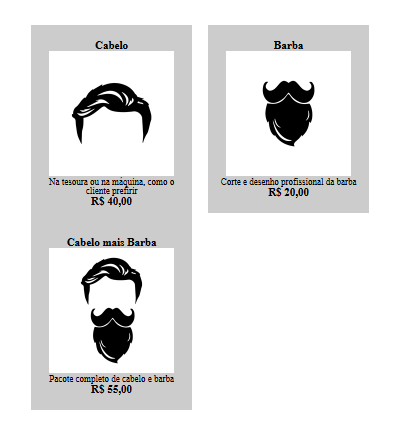 Cabelo
Na tesoura ou na máquina, como o
cliente prefirir
R$ 40,00
Barba
Corte e desenho profissional da barba
R$ 20,00
Cabelo mais Barba
Pacote completo de cabelo e barba
R$ 55,00